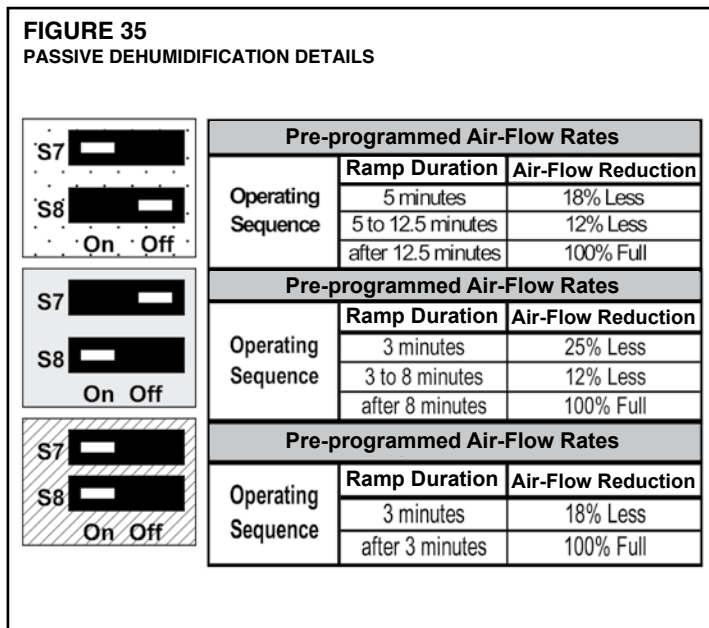 FIGURE 35
PASSIVE DEHUMIDIFICATION DETAILS
S7
S8
On Off
Pre-programmed Air-Flow Rates
Operating Sequence
Ramp Duration Air-Flow Reduction
5 minutes 18% Less
5 to 12.5 minutes 12% Less
after 12.5 minutes 100% Full
S7
S8
On Off
Pre-programmed Air-Flow Rates
Operating Sequence
Ramp Duration Air-Flow Reduction
3 minutes 25% Less
3 to 8 minutes 12% Less
after 8 minutes 100% Full
S7
S8
On Off
Pre-programmed Air-Flow Rates
Operating Sequence
Ramp Duration Air-Flow Reduction
3 minutes 18% Less
after 3 minutes 100% Full